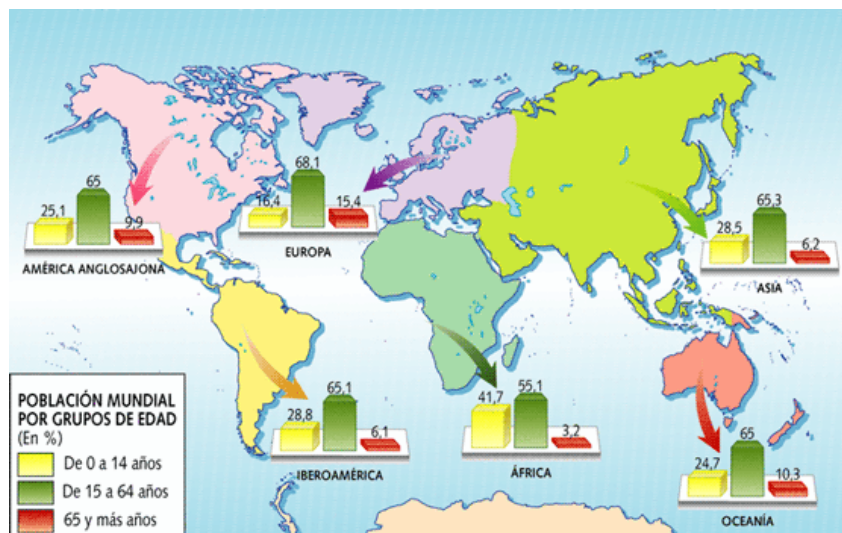 68,1
16,4
15,4
EUROPA
25,1
65
9,9
AMÉRICA ANGLOSAJONA
28,5
65,3
6,2
ASIA
28,8
65,1
6,1
IBEROAMÉRICA
41,7
55,1
3,2
ÁFRICA
24,7
65
10,3
OCEANÍA
POBLACIÓN MUNDIAL
POR GRUPOS DE EDAD
(En %)
De 0 a 14 años
De 15 a 64 años
65 y más años